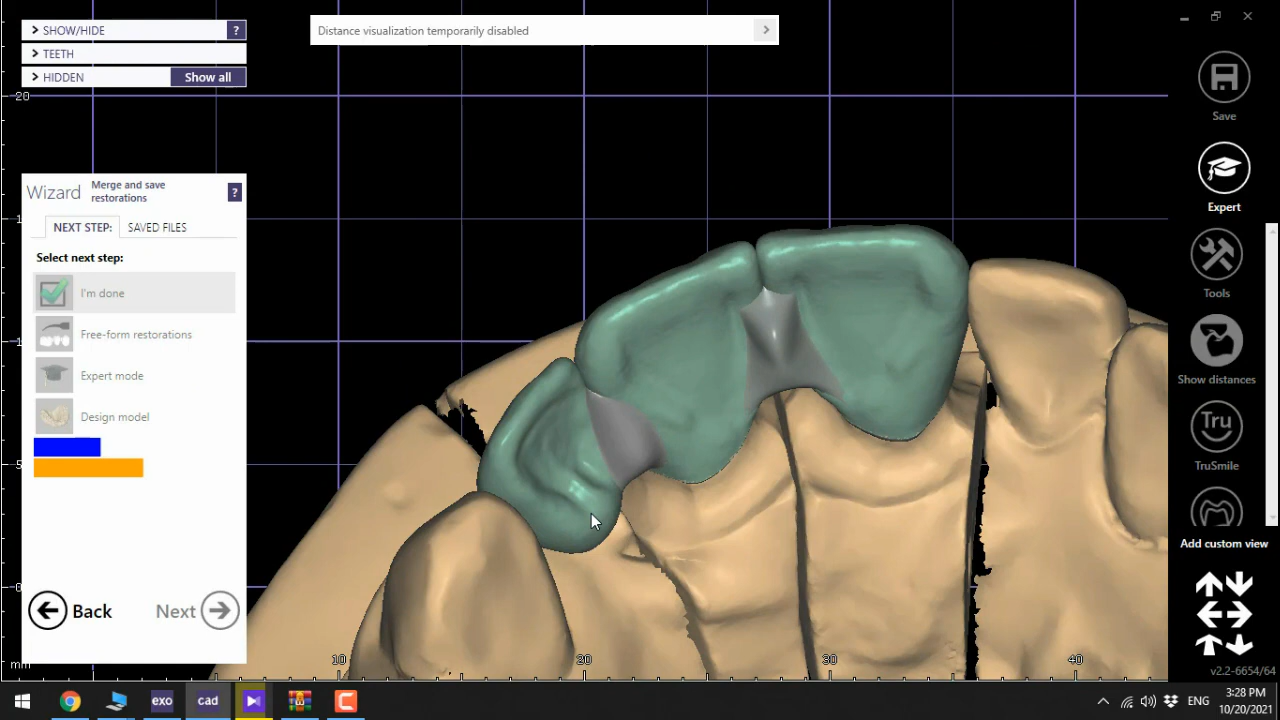 SHOW/HIDE ?
TEETH
HIDDEN Show all
Distance visualization temporarily disabled
20
Wizard
Merge and save
restorations
?
NEXT STEP:
SAVED FILES
Select next step:
I'm done
Free-form restorations
Expert mode
Design model
Back
Next
mm
10
20
30
40
Save
Expert
Tools
Show distances
Tru
TruSmile
Add custom view
v2.2-6654/64
exo
cad
ENG
3:28 PM
10/20/2021